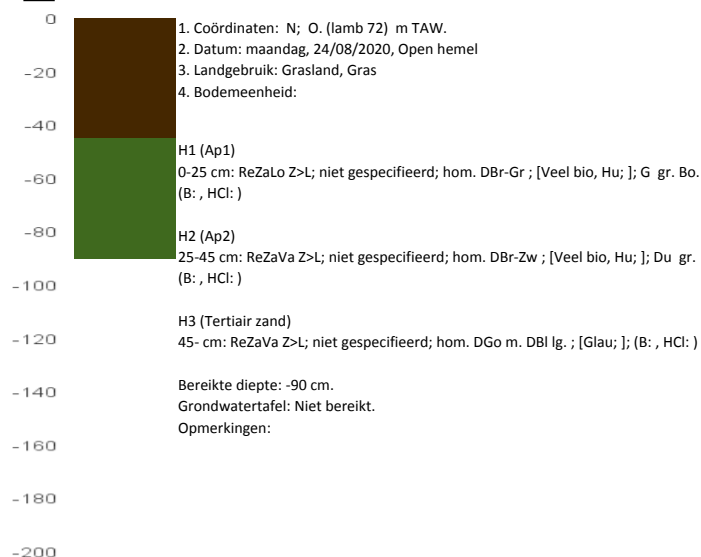 0
-20
-40
-60
-80
-100
-120
-140
-160
-180
-200
1. Coördinaten: N; O. (lamb 72) m TAW.
2. Datum: maandag, 24/08/2020, Open hemel
3. Landgebruik: Grasland, Gras
4. Bodemeenheid:
H1 (Ap1)
0-25 cm: ReZaLo Z>L; niet gespecifieerd; hom. DBr-Gr ; [Veel bio, Hu; ]; G gr. Bo.
(B: , HCl: )
H2 (Ap2)
25-45 cm: ReZaVa Z>L; niet gespecifieerd; hom. DBr-Zw ; [Veel bio, Hu; ]; Du gr.
(B: , HCl: )
H3 (Tertiair zand)
45- cm: ReZaVa Z>L; niet gespecifieerd; hom. DGo m. DBl lg. ; [Glau; ]; (B: , HCl: )
Bereikte diepte: -90 cm.
Grondwatertafel: Niet bereikt.
Opmerkingen: